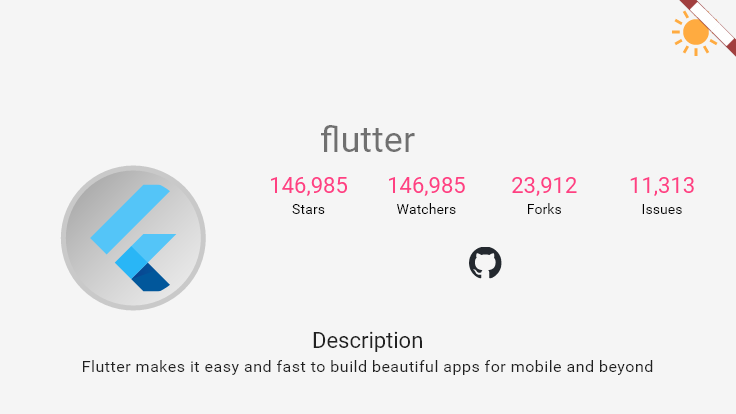 flutter
146,985 146,985 23,912 11,313
Stars Watchers Forks Issues
Description
Flutter makes it easy and fast to build beautiful apps for mobile and beyond